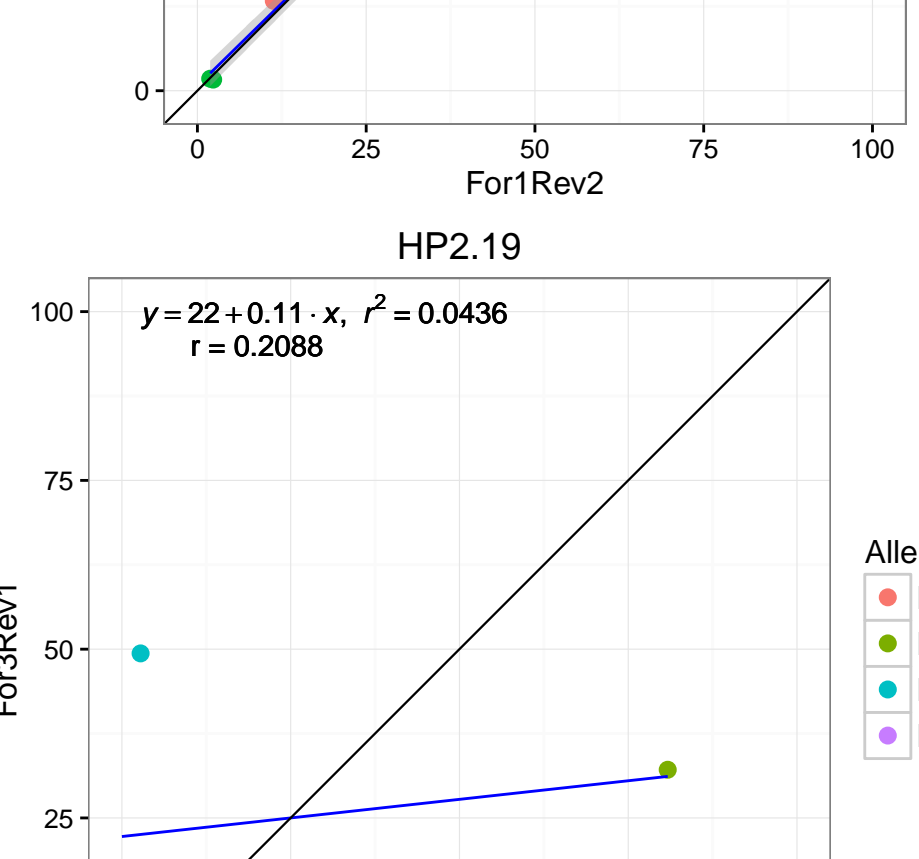 0
0 25 50 75 100
For1Rev2
HP2.19
100
y = 22 + 0.11 · x, r² = 0.0436
r = 0.2088
75
Alle
50
For3Rev1
25